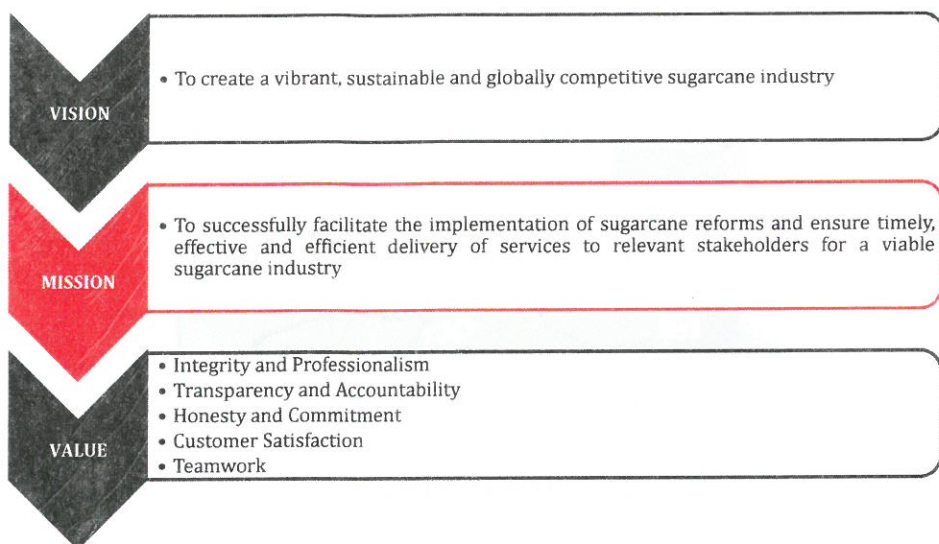 VISION
• To create a vibrant, sustainable and globally competitive sugarcane industry
MISSION
• To successfully facilitate the implementation of sugarcane reforms and ensure timely,
effective and efficient delivery of services to relevant stakeholders for a viable
sugarcane industry
VALUE
• Integrity and Professionalism
• Transparency and Accountability
• Honesty and Commitment
• Customer Satisfaction
• Teamwork